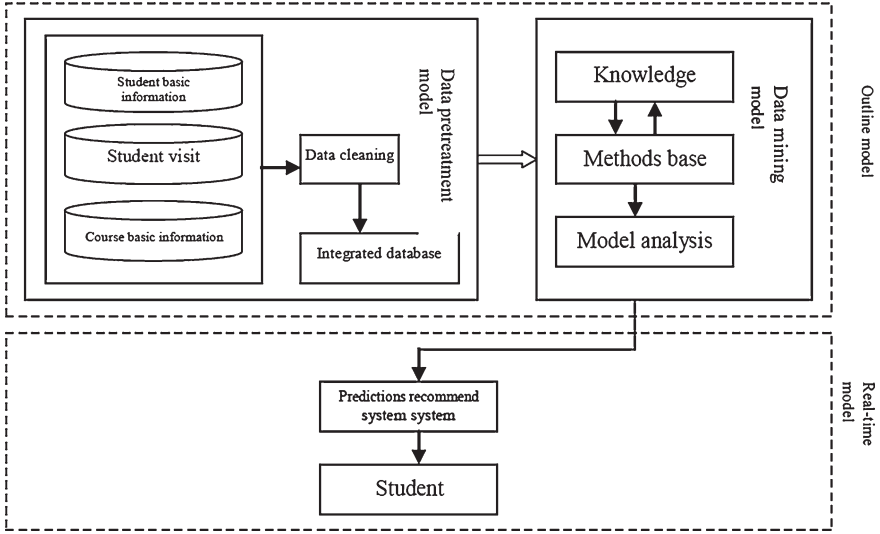 Student basic
information
Student visit
Course basic information
Data cleaning
Integrated database
Data pretreatment
model
Knowledge
Methods base
Model analysis
Data mining
model
Outline model
Predictions recommend
system system
Student
Real-time
model